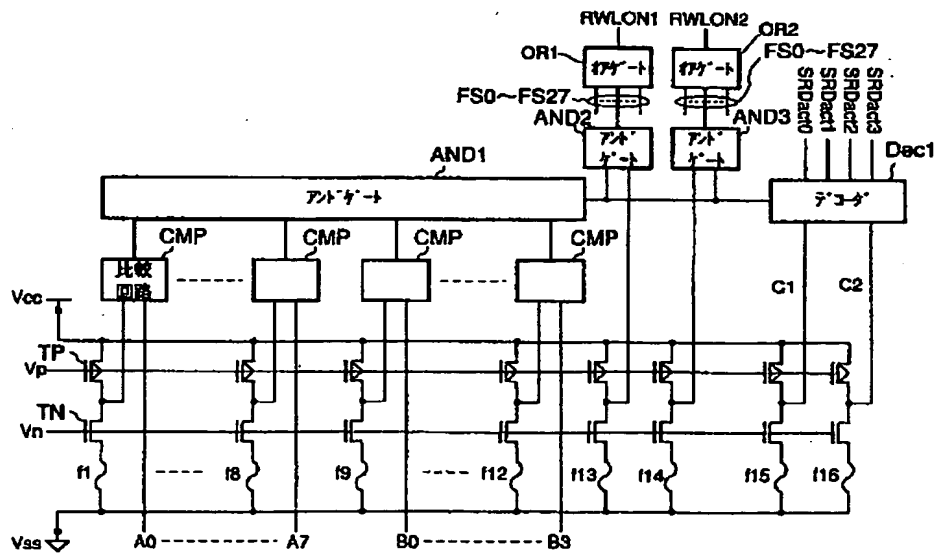 RWLON1 RWLON2
OR1 オアゲート オアゲート OR2
FS0～FS27
FS0～FS27
SRDact0
SRDact1
SRDact2
SRDact3
AND2 アンドゲート アンドゲート AND3
Dec1
AND1
アンドゲート
デコーダ
CMP CMP CMP CMP
比較
回路
C1 C2
Vcc
TP
Vp
TN
Vn
f1 f8 f9 f12 f13 f14 f15 f16
Vss
A0 A7 B0 B3